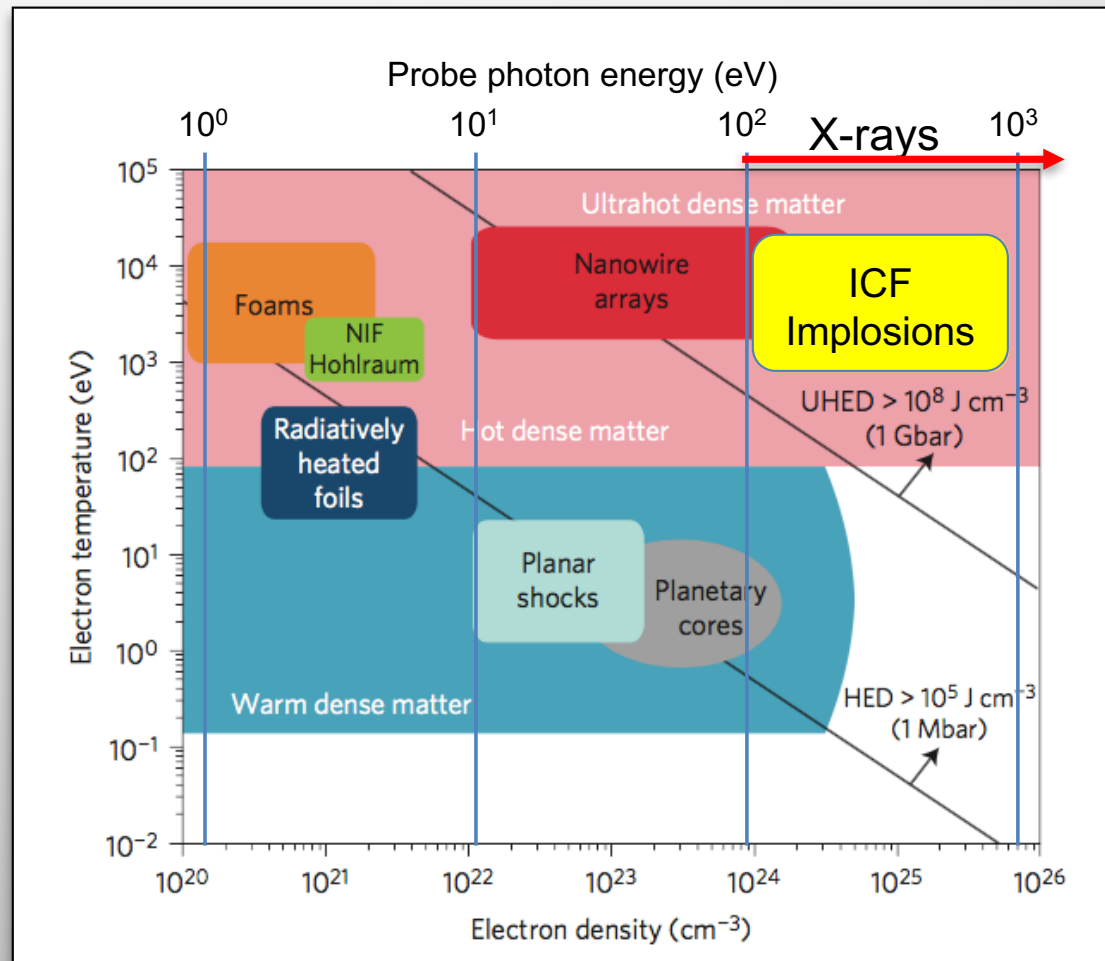 Probe photon energy (eV)
10⁰ 10¹ 10² 10³
X-rays
10⁵
Ultrahot dense matter
10⁴
Foams
Nanowire
arrays
ICF
Implosions
NIF
Hohlraum
10³
UHED > 10⁸ J cm⁻³
(1 Gbar)
Radiatively
heated
foils
Hot dense matter
10²
10¹
Planar
shocks
Planetary
cores
10⁰
Warm dense matter
HED > 10⁵ J cm⁻³
(1 Mbar)
10⁻¹
10⁻²
Electron temperature (eV)
10²⁰ 10²¹ 10²² 10²³ 10²⁴ 10²⁵ 10²⁶
Electron density (cm⁻³)